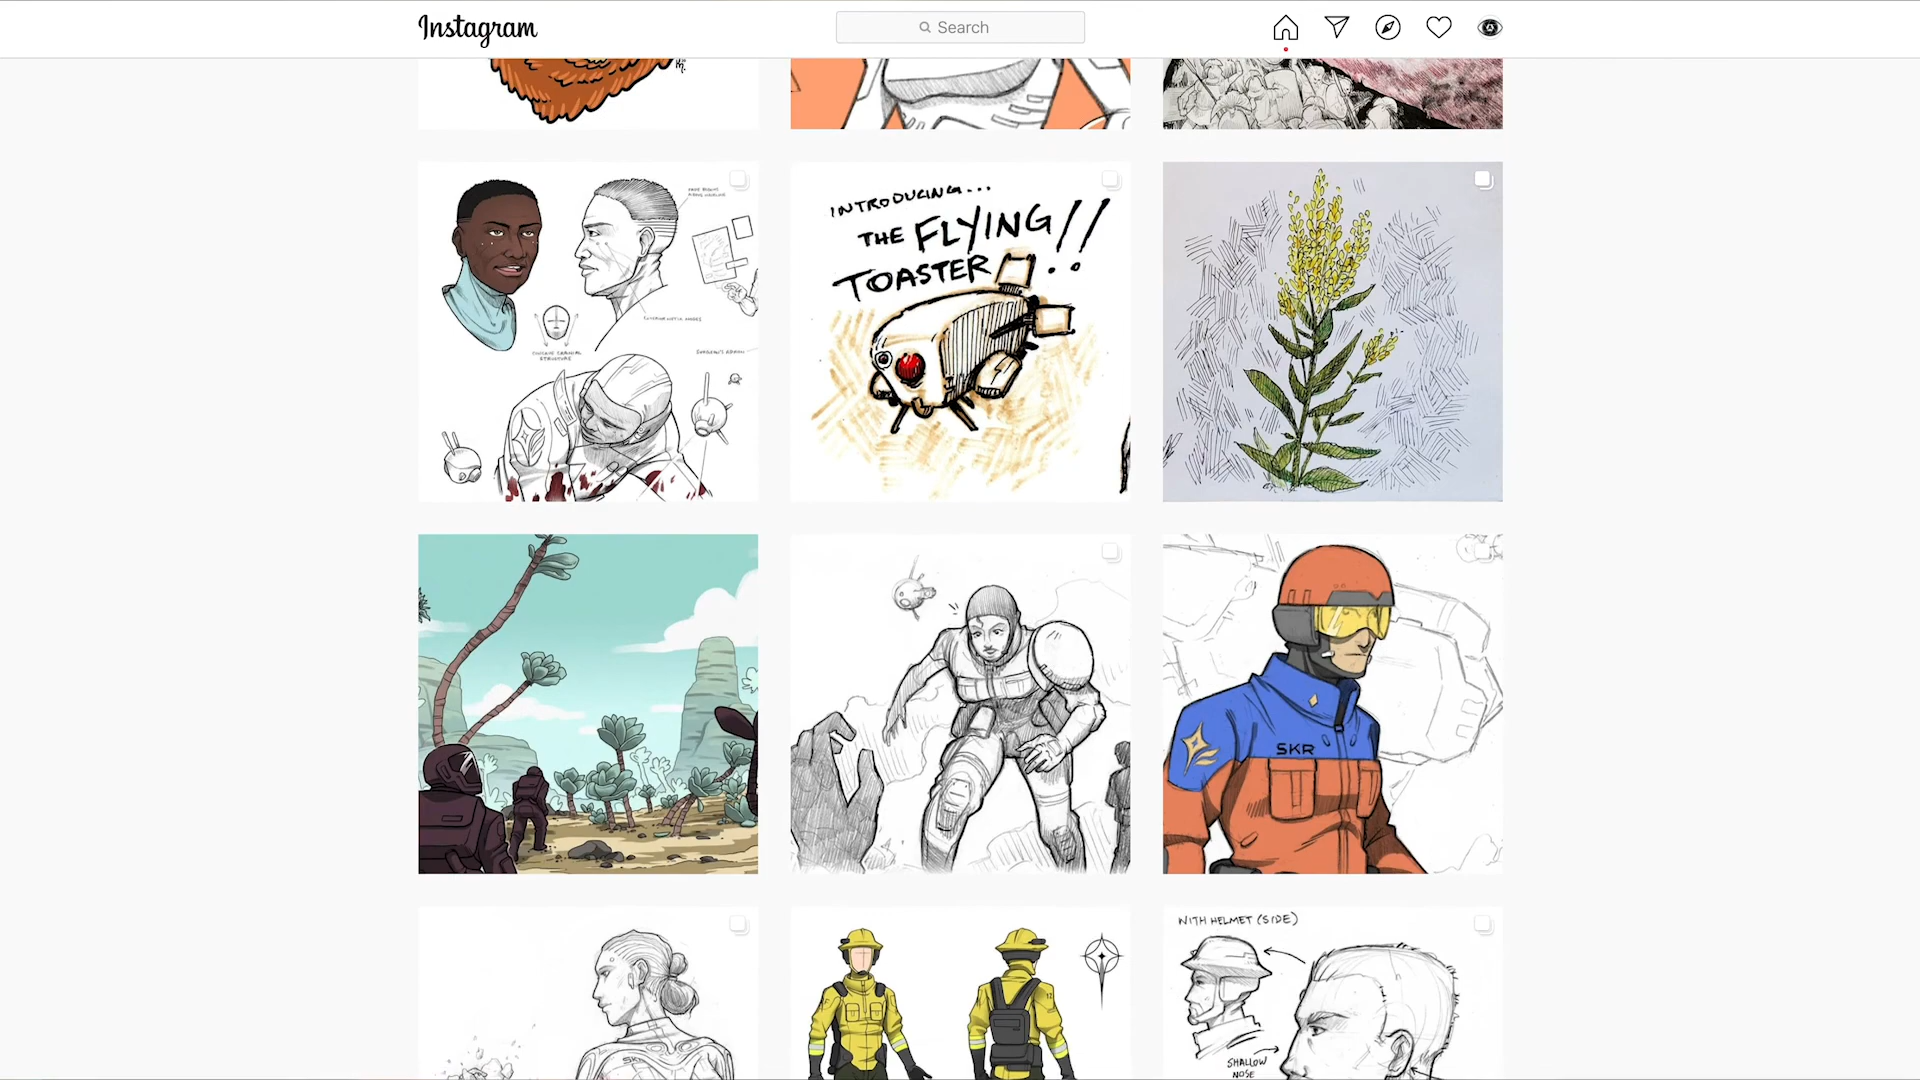 Instagram
Search
INTRODUCING...
THE FLYING!!
TOASTER..
SKR
WITH HELMET (SIDE)
SHALLOW
NOSE